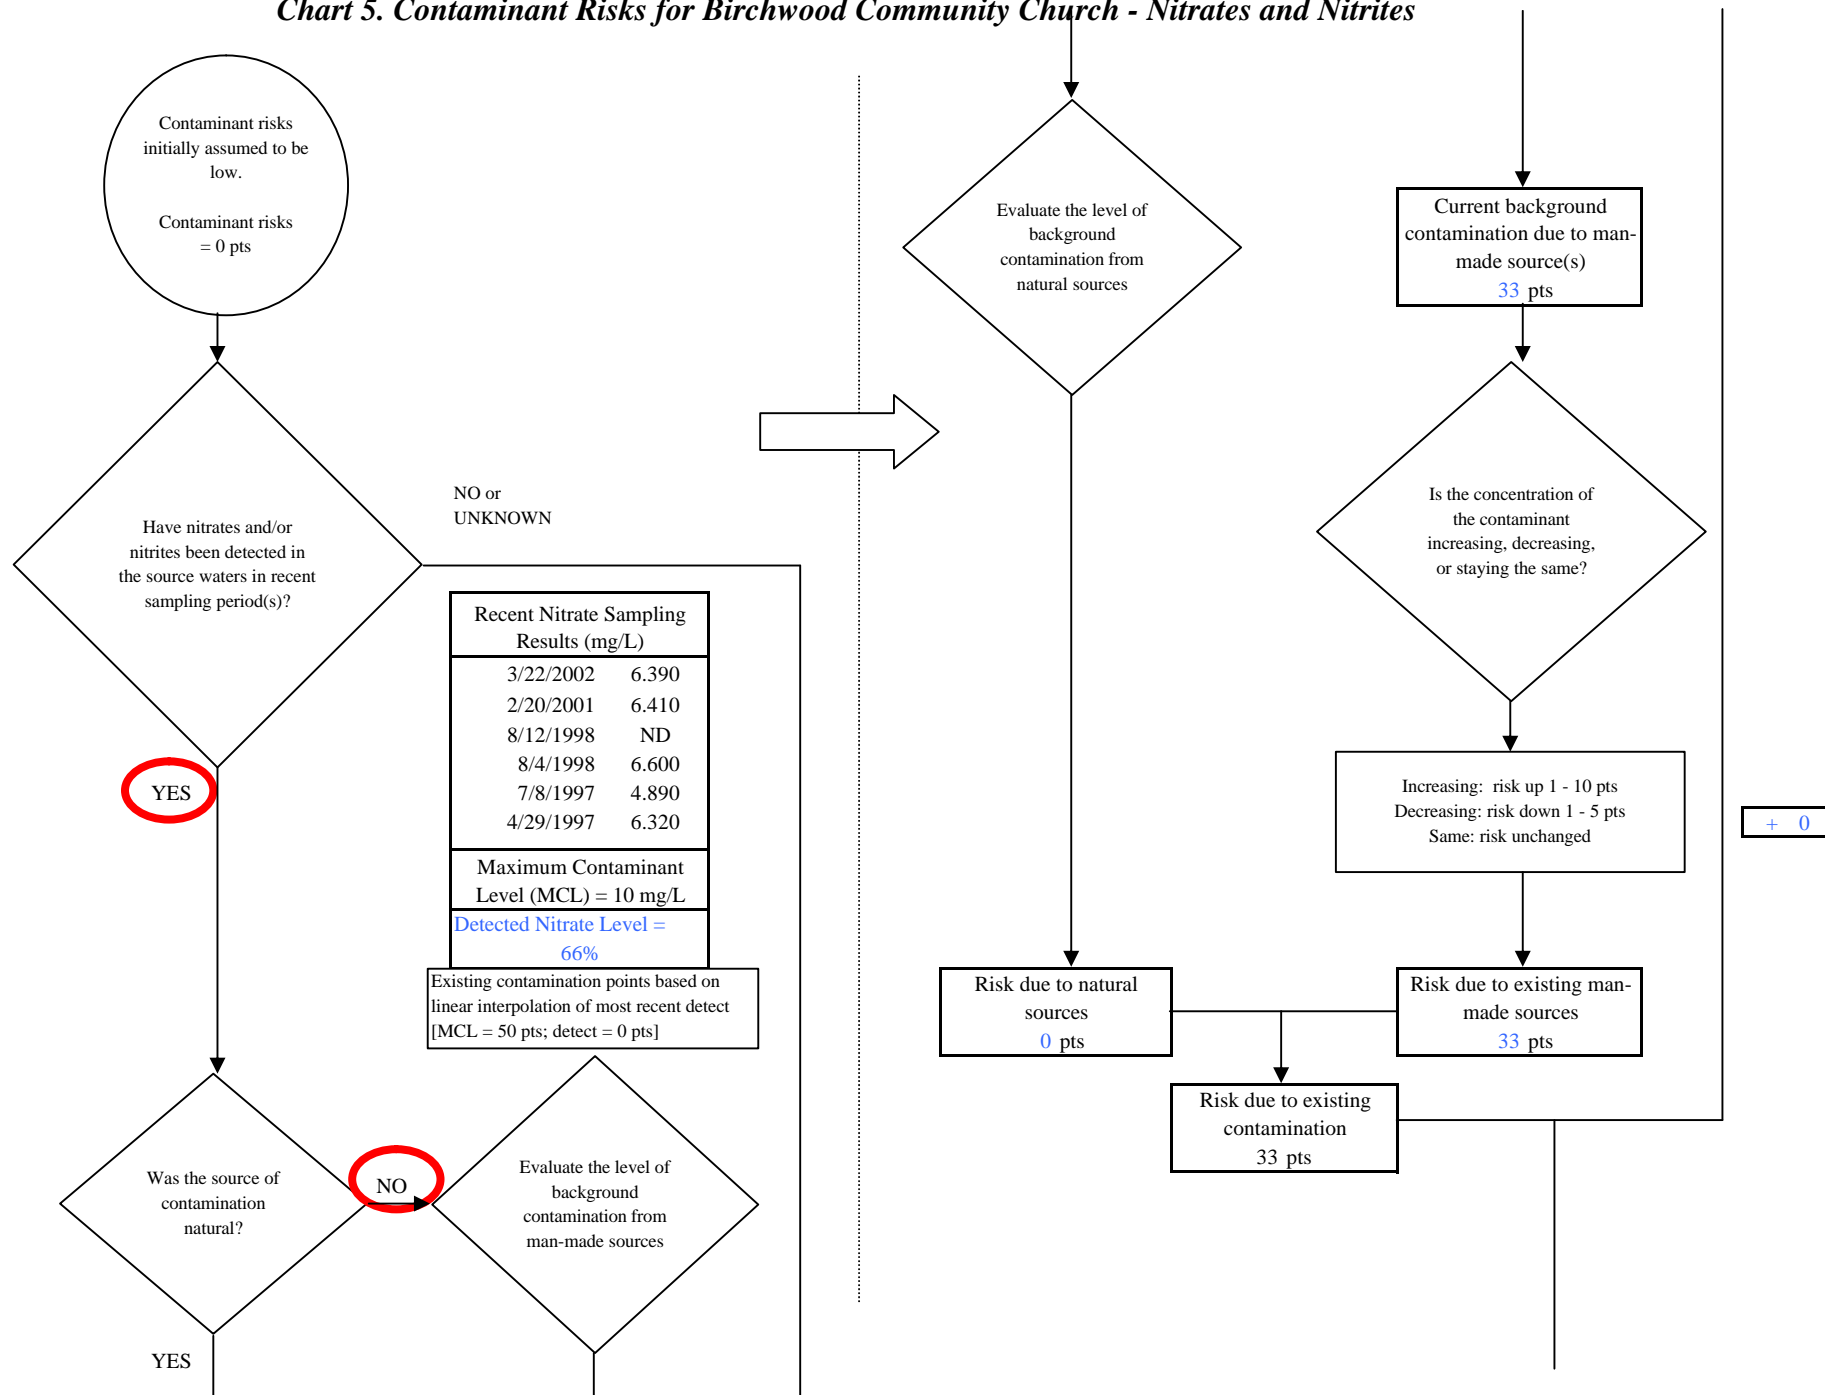 Chart 5. Contaminant Risks for Birchwood Community Church - Nitrates and Nitrites
Contaminant risks
initially assumed to be
low.
Contaminant risks
= 0 pts
Have nitrates and/or
nitrites been detected in
the source waters in recent
sampling period(s)?
NO or
UNKNOWN
YES
Recent Nitrate Sampling
Results (mg/L)
3/22/2002 6.390
2/20/2001 6.410
8/12/1998 ND
8/4/1998 6.600
7/8/1997 4.890
4/29/1997 6.320
Maximum Contaminant
Level (MCL) = 10 mg/L
Detected Nitrate Level =
66%
Existing contamination points based on
linear interpolation of most recent detect
[MCL = 50 pts; detect = 0 pts]
Was the source of
contamination
natural?
NO
YES
Evaluate the level of
background
contamination from
man-made sources
Evaluate the level of
background
contamination from
natural sources
Current background
contamination due to man-
made source(s)
33 pts
Is the concentration of
the contaminant
increasing, decreasing,
or staying the same?
Increasing: risk up 1 - 10 pts
Decreasing: risk down 1 - 5 pts
Same: risk unchanged
+ 0
Risk due to natural
sources
0 pts
Risk due to existing man-
made sources
33 pts
Risk due to existing
contamination
33 pts